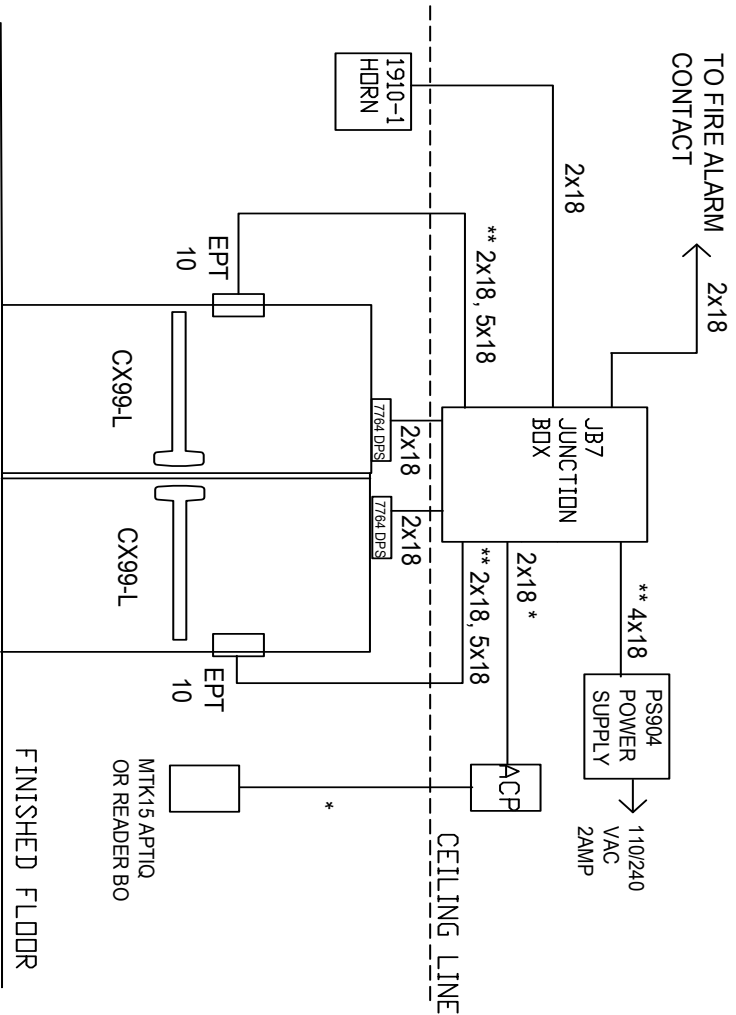 TO FIRE ALARM
CONTACT
2x18
1910-1
HORN
2x18
** 2x18, 5x18
EPT
10
JB7
JUNCTION
BOX
** 4x18
PS904
POWER
SUPPLY
110/240
VAC
2AMP
7764 DPS
2x18
7764 DPS
2x18
2x18 *
** 2x18, 5x18
EPT
10
CX99-L
CX99-L
ACP
*
MTK15 APTIQ
OR READER BO
CEILING LINE
FINISHED FLOOR